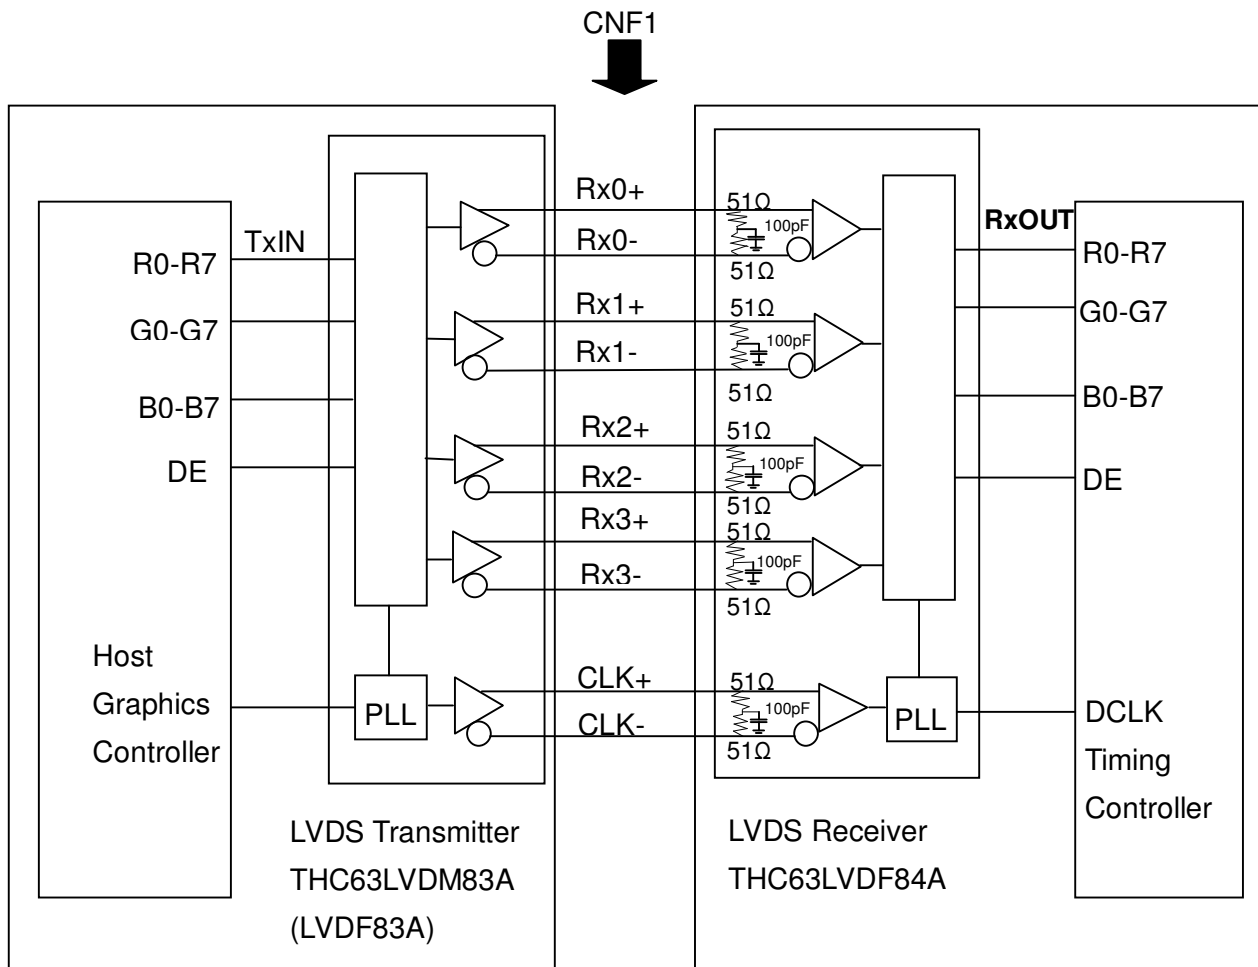 CNF1
TxIN
R0-R7
G0-G7
B0-B7
DE
Host
Graphics
Controller
PLL
LVDS Transmitter
THC63LVDM83A
(LVDF83A)
Rx0+
Rx0-
Rx1+
Rx1-
Rx2+
Rx2-
Rx3+
Rx3-
CLK+
CLK-
51Ω
100pF
51Ω
51Ω
100pF
51Ω
51Ω
100pF
51Ω
51Ω
100pF
51Ω
51Ω
100pF
51Ω
PLL
LVDS Receiver
THC63LVDF84A
RxOUT
R0-R7
G0-G7
B0-B7
DE
DCLK
Timing
Controller